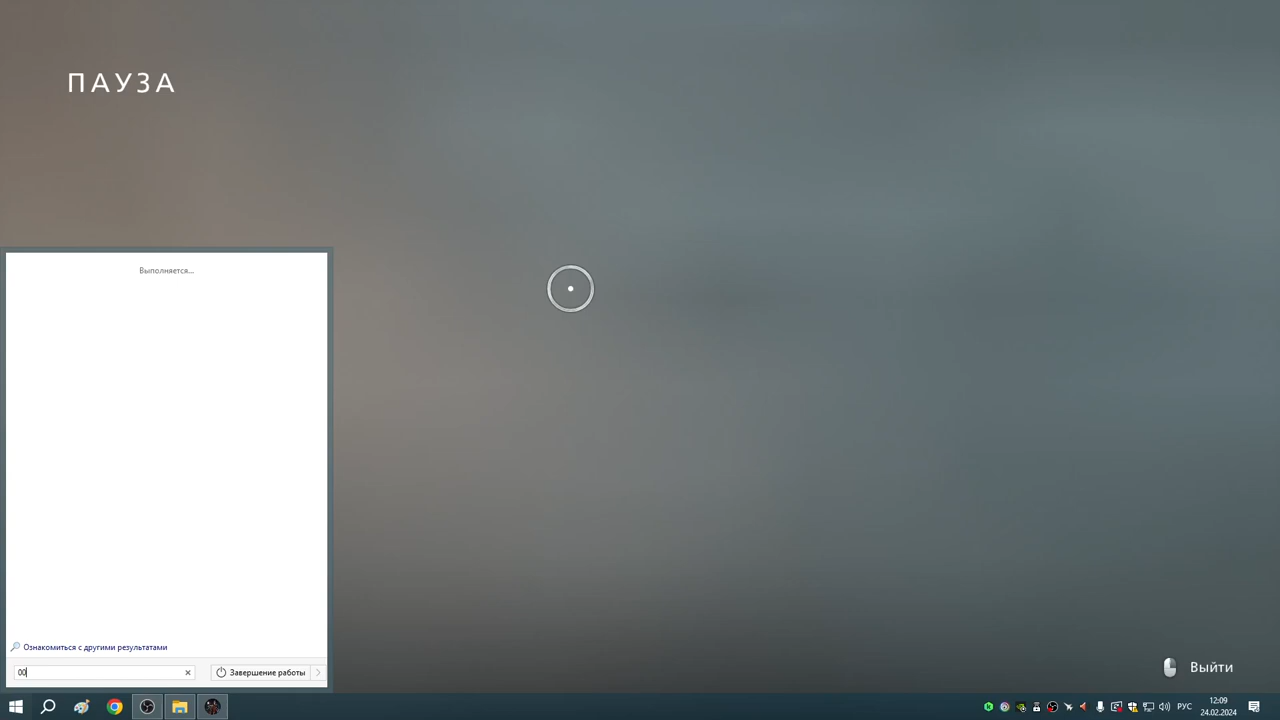 ПАУЗА
Выполняется...
Ознакомиться с другими результатами
00
Завершение работы
Выйти
РУС
12:09
24.02.2024